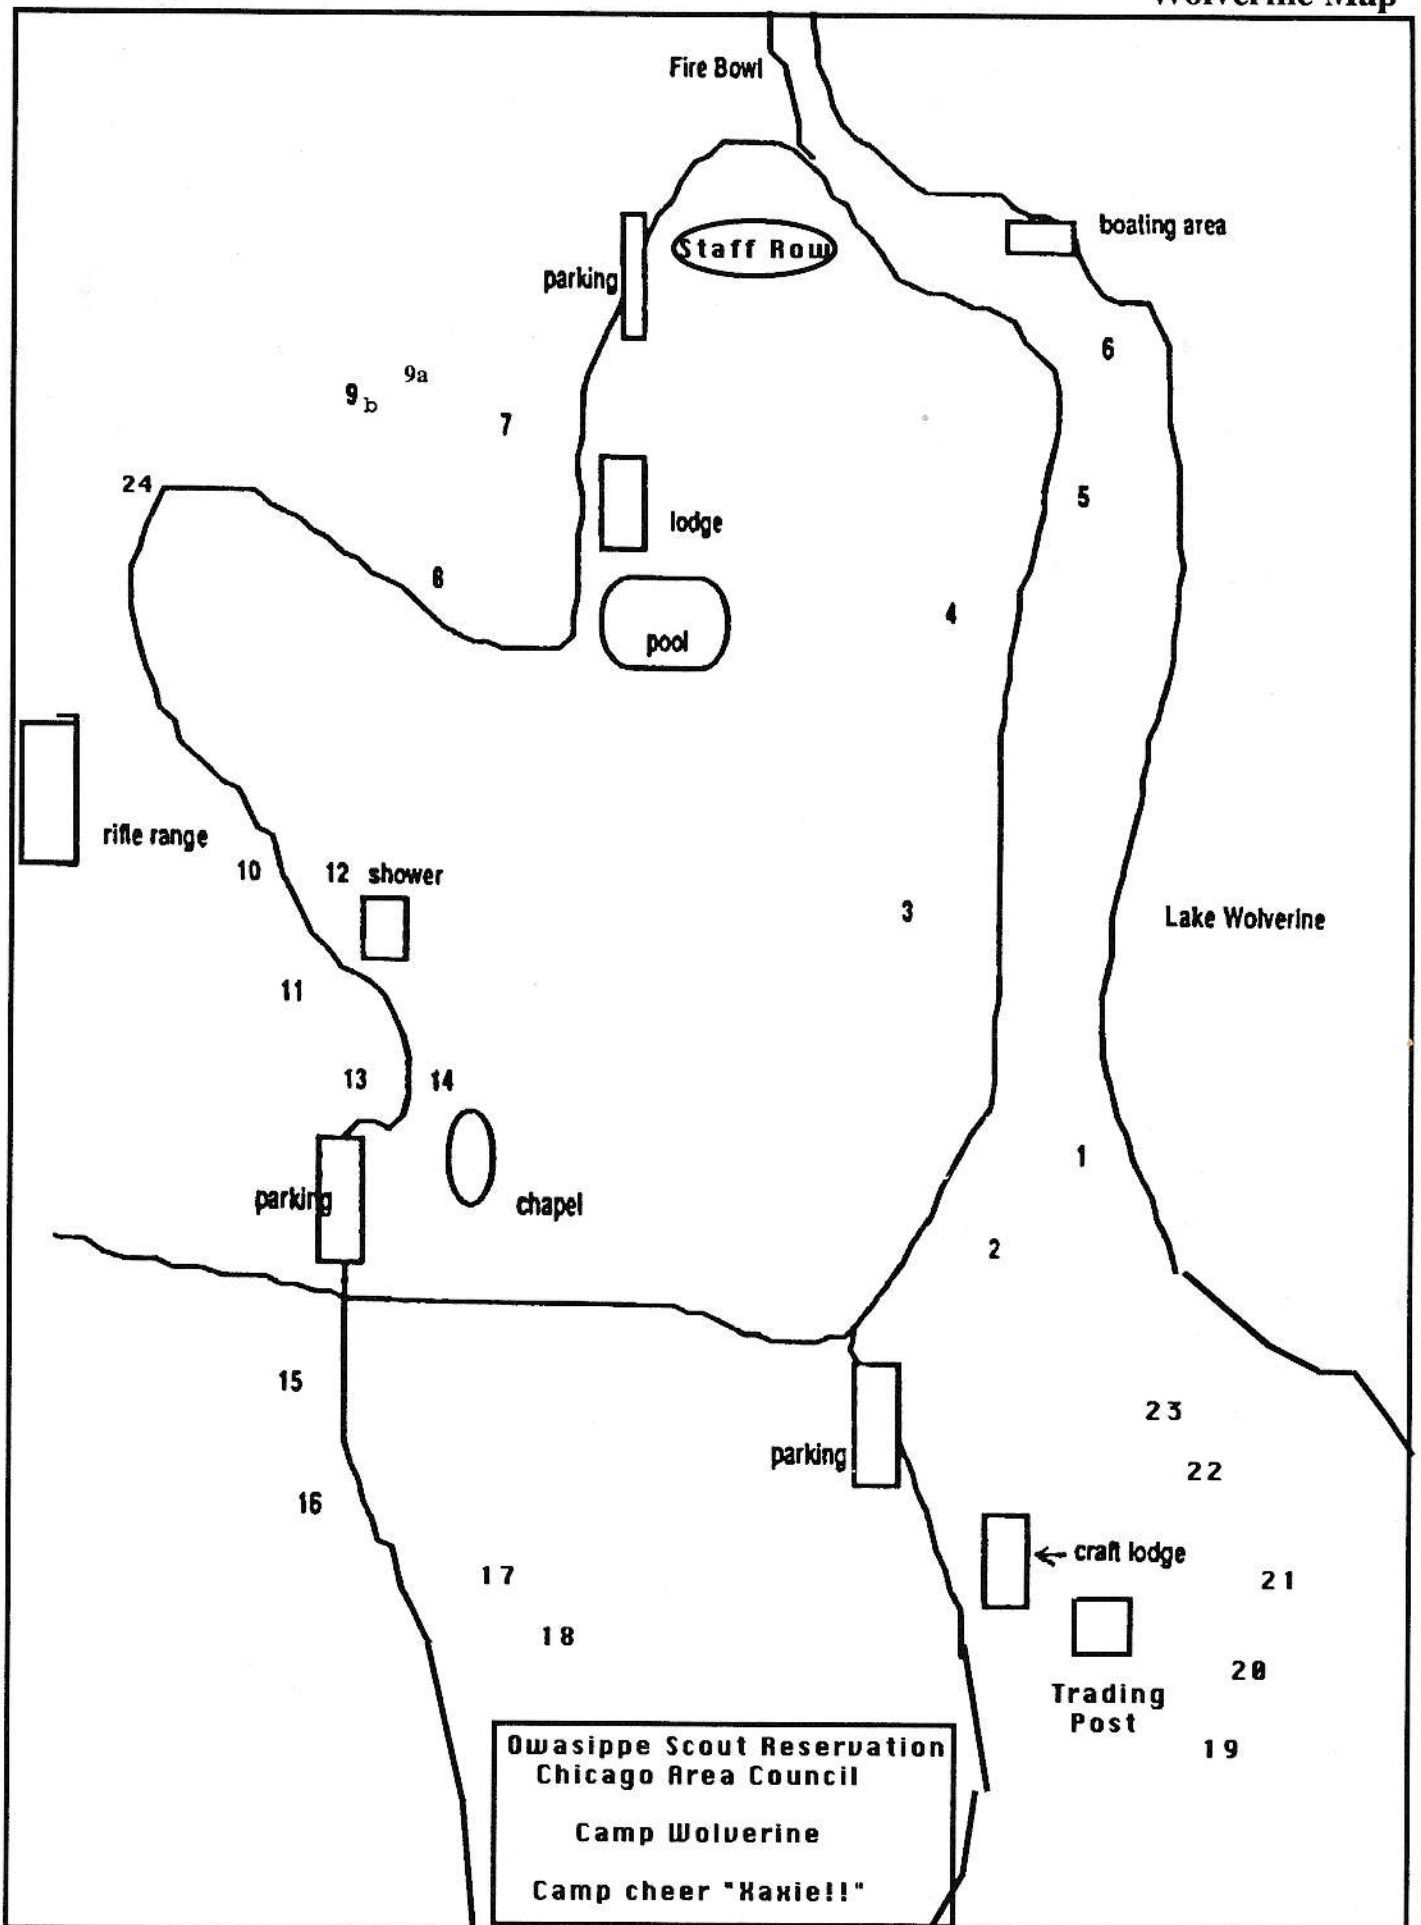 Wolverine Map
Fire Bowl
boating area
Staff Row
parking
6
9a
9 b
7
24
5
lodge
8
4
pool
rifle range
10
12 shower
3
Lake Wolverine
11
13
14
1
parking
chapel
2
15
23
parking
22
16
craft lodge
17
21
18
20
Trading
Post
19
Owasippe Scout Reservation
Chicago Area Council
Camp Wolverine
Camp cheer "Xaxie!!"